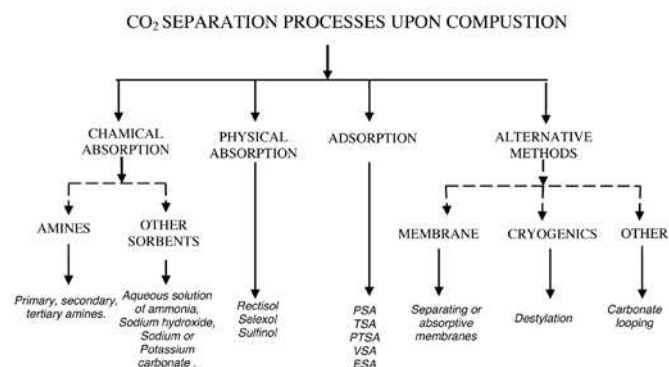 CO₂ SEPARATION PROCESSES UPON COMPUSTION
CHAMICAL
ABSORPTION
PHYSICAL
ABSORPTION
ADSORPTION
ALTERNATIVE
METHODS
AMINES
OTHER
SORBENTS
MEMBRANE
CRYOGENICS
OTHER
Primary, secondary,
tertiary amines.
Aqueous solution
of ammonia,
Sodium hydroxide,
Sodium or
Potassium
carbonate .
Rectisol
Selexol
Sulfinol
PSA
TSA
PTSA
VSA
ESA
Separating or
absorptive
membranes
Destylation
Carbonate
looping